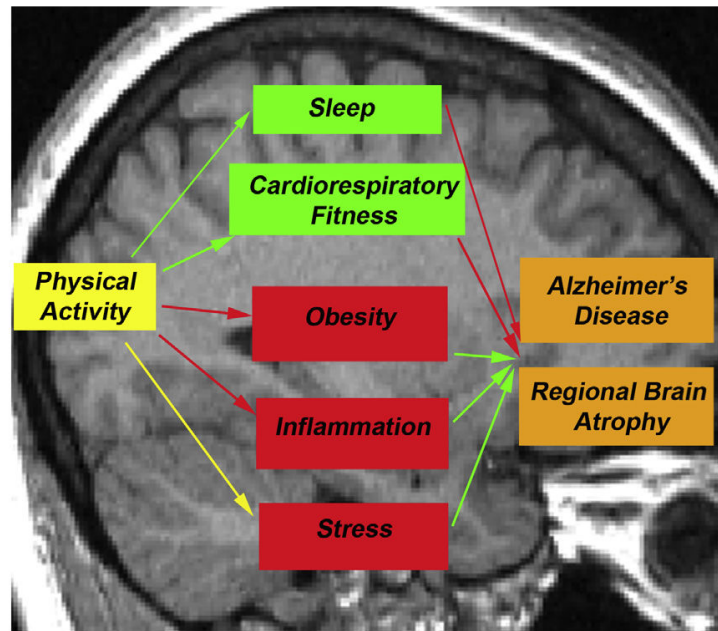 Sleep
Cardiorespiratory
Fitness
Physical
Activity
Obesity
Alzheimer's
Disease
Inflammation
Regional Brain
Atrophy
Stress